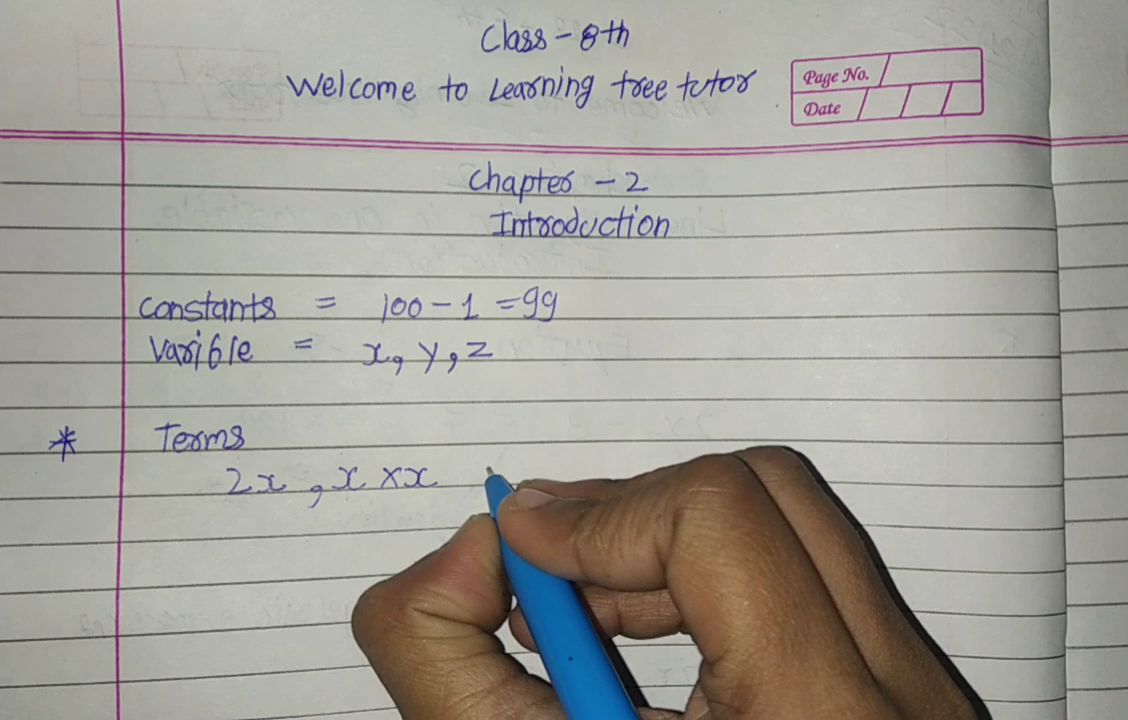 Class - 8th
Welcome to Learning free tutor
Page No.
Date
Chapter - 2
Introduction
constants = 100 - 1 = 99
Varible = x, y, z
* Terms
2x, x × x